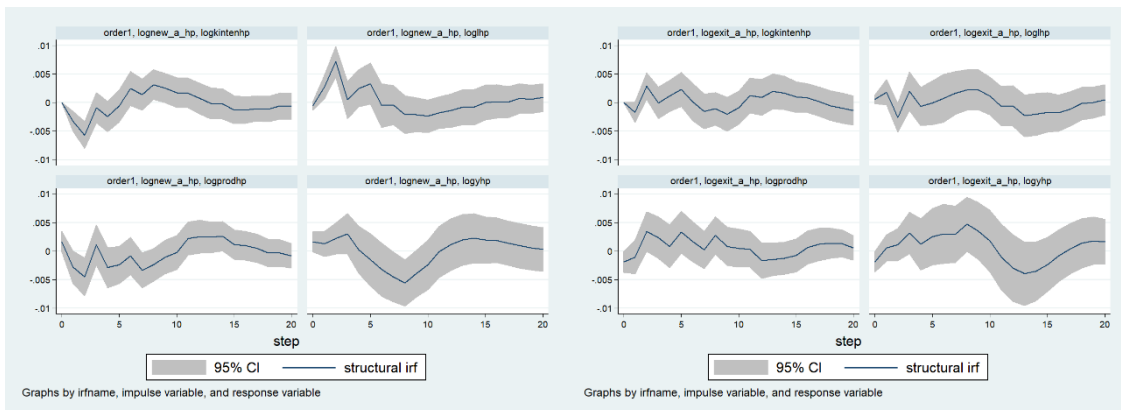 order1, lognew_a_hp, logkintenhp
order1, lognew_a_hp, loglhp
.01
.005
0
-.005
-.01
order1, lognew_a_hp, logprodhp
order1, lognew_a_hp, logyhp
.01
.005
0
-.005
-.01
0 5 10 15 20 0 5 10 15 20
step
95% CI structural irf
Graphs by irfname, impulse variable, and response variable
order1, logexit_a_hp, logkintenhp
order1, logexit_a_hp, loglhp
.01
.005
0
-.005
-.01
order1, logexit_a_hp, logprodhp
order1, logexit_a_hp, logyhp
.01
.005
0
-.005
-.01
0 5 10 15 20 0 5 10 15 20
step
95% CI structural irf
Graphs by irfname, impulse variable, and response variable